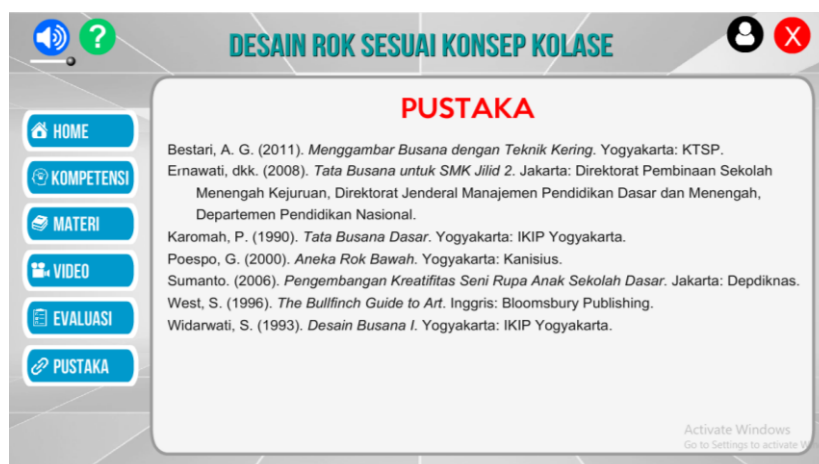 ?
DESAIN ROK SESUAI KONSEP KOLASE
X
HOME
KOMPETENSI
MATERI
VIDEO
EVALUASI
PUSTAKA
PUSTAKA
Bestari, A. G. (2011). Menggambar Busana dengan Teknik Kering. Yogyakarta: KTSP.
Ernawati, dkk. (2008). Tata Busana untuk SMK Jilid 2. Jakarta: Direktorat Pembinaan Sekolah
Menengah Kejuruan, Direktorat Jenderal Manajemen Pendidikan Dasar dan Menengah,
Departemen Pendidikan Nasional.
Karomah, P. (1990). Tata Busana Dasar. Yogyakarta: IKIP Yogyakarta.
Poespo, G. (2000). Aneka Rok Bawah. Yogyakarta: Kanisius.
Sumanto. (2006). Pengembangan Kreatifitas Seni Rupa Anak Sekolah Dasar. Jakarta: Depdiknas.
West, S. (1996). The Bullfinch Guide to Art. Inggris: Bloomsbury Publishing.
Widarwati, S. (1993). Desain Busana I. Yogyakarta: IKIP Yogyakarta.
Activate Windows
Go to Settings to activate W